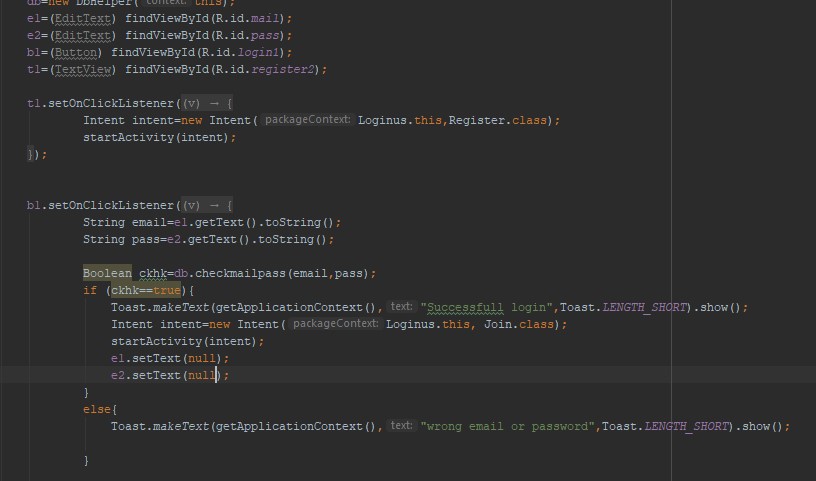 db=new DbHelper( context: this);
e1=(EditText) findViewById(R.id.mail);
e2=(EditText) findViewById(R.id.pass);
b1=(Button) findViewById(R.id.login1);
t1=(TextView) findViewById(R.id.register2);
t1.setOnClickListener((v) → {
Intent intent=new Intent( packageContext: Loginus.this,Register.class);
startActivity(intent);
});
b1.setOnClickListener((v) → {
String email=e1.getText().toString();
String pass=e2.getText().toString();
Boolean ckhk=db.checkmailpass(email,pass);
if (ckhk==true){
Toast.makeText(getApplicationContext(), text: "Successfull login",Toast.LENGTH_SHORT).show();
Intent intent=new Intent( packageContext: Loginus.this, Join.class);
startActivity(intent);
e1.setText(null);
e2.setText(null);
}
else{
Toast.makeText(getApplicationContext(), text: "wrong email or password",Toast.LENGTH_SHORT).show();
}